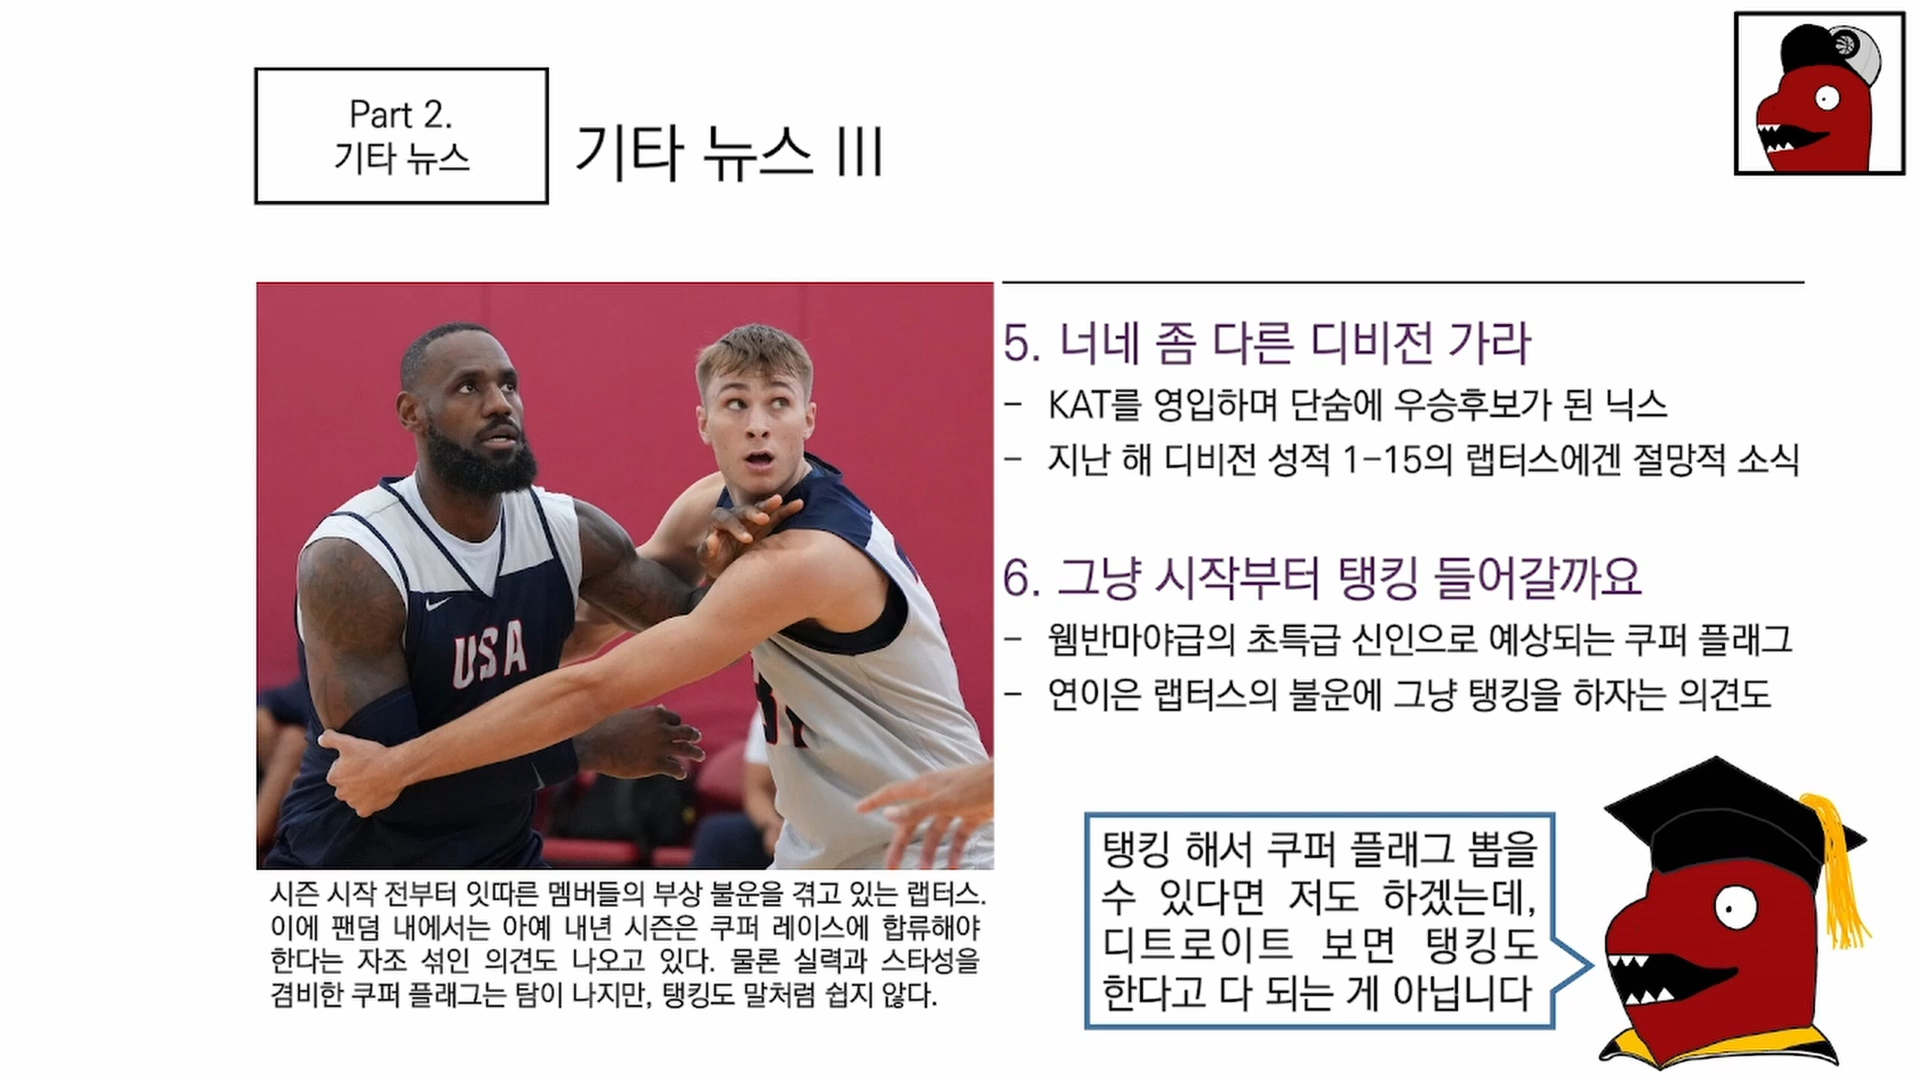 Part 2.
기타 뉴스
기타 뉴스 III
5. 너네 좀 다른 디비전 가라
- KAT를 영입하며 단숨에 우승후보가 된 닉스
- 지난 해 디비전 성적 1-15의 랩터스에겐 절망적 소식
6. 그냥 시작부터 탱킹 들어갈까요
- 웸반마야급의 초특급 신인으로 예상되는 쿠퍼 플래그
- 연이은 랩터스의 불운에 그냥 탱킹을 하자는 의견도
USA
시즌 시작 전부터 잇따른 멤버들의 부상 불운을 겪고 있는 랩터스.
이에 팬덤 내에서는 아예 내년 시즌은 쿠퍼 레이스에 합류해야
한다는 자조 섞인 의견도 나오고 있다. 물론 실력과 스타성을
겸비한 쿠퍼 플래그는 탐이 나지만, 탱킹도 말처럼 쉽지 않다.
탱킹 해서 쿠퍼 플래그 뽑을
수 있다면 저도 하겠는데,
디트로이트 보면 탱킹도
한다고 다 되는 게 아닙니다